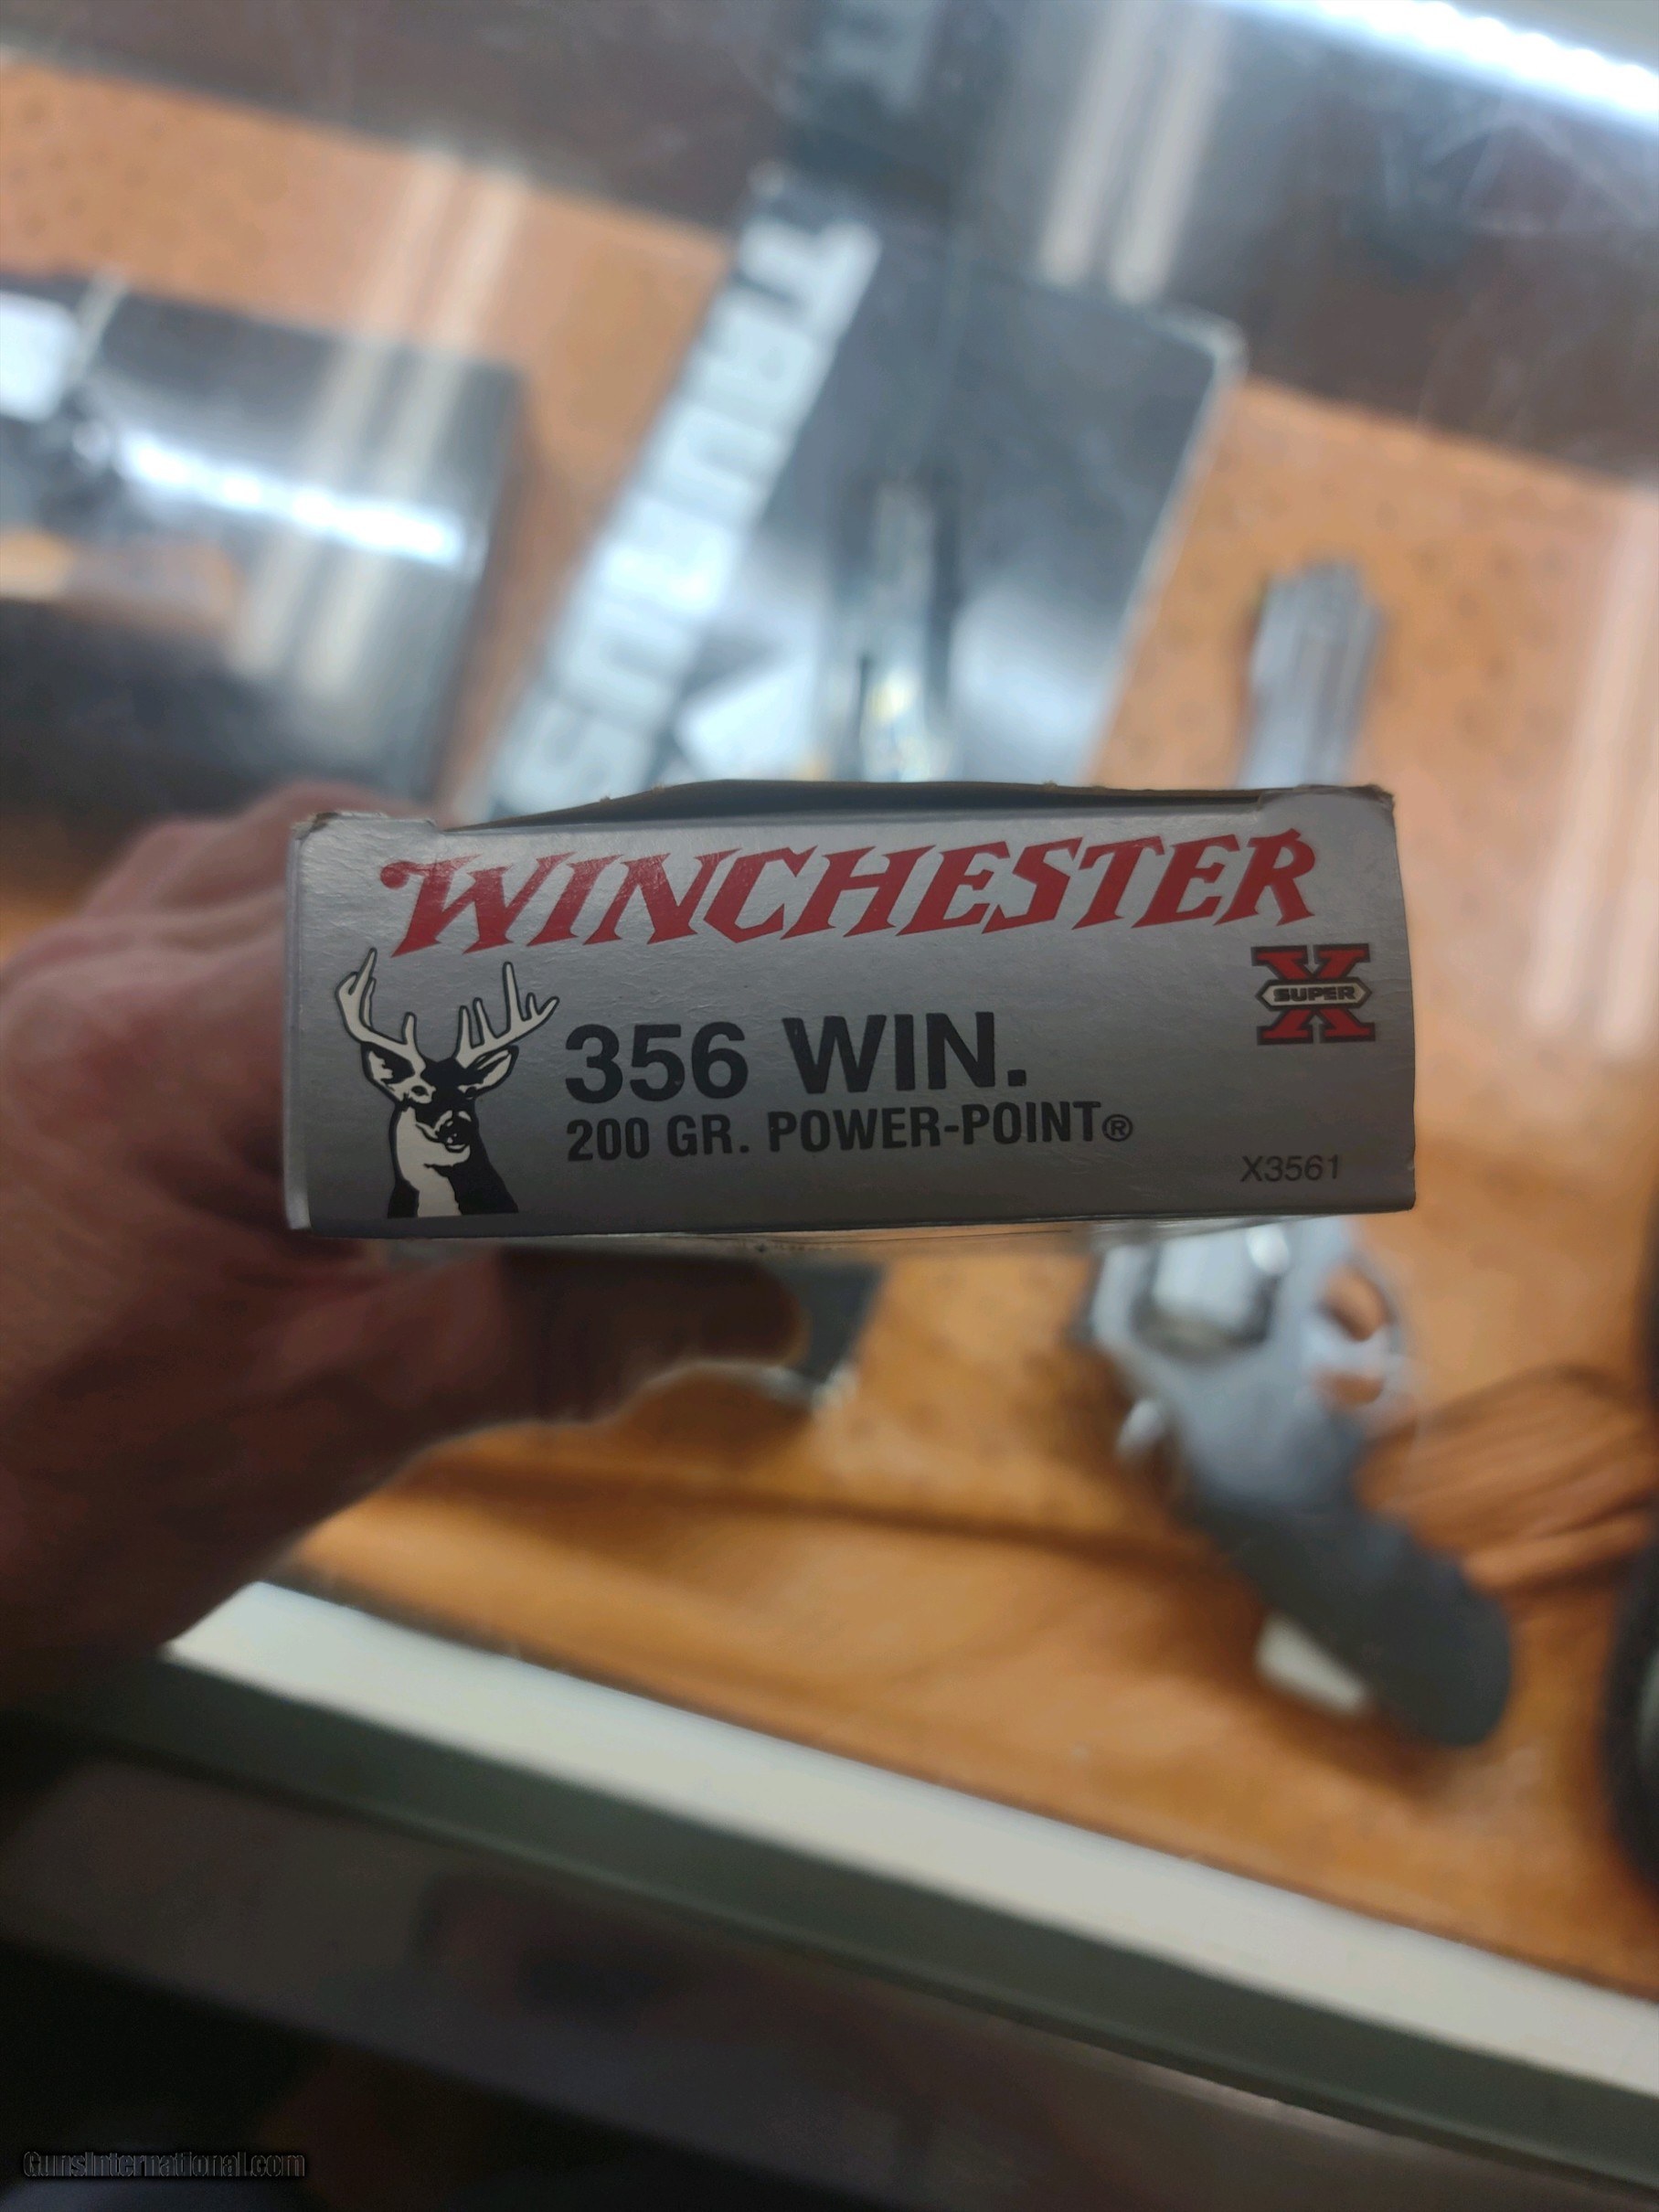 WINCHESTER
SUPER X
356 WIN.
200 GR. POWER-POINT®
X3561
GunsInternational.com